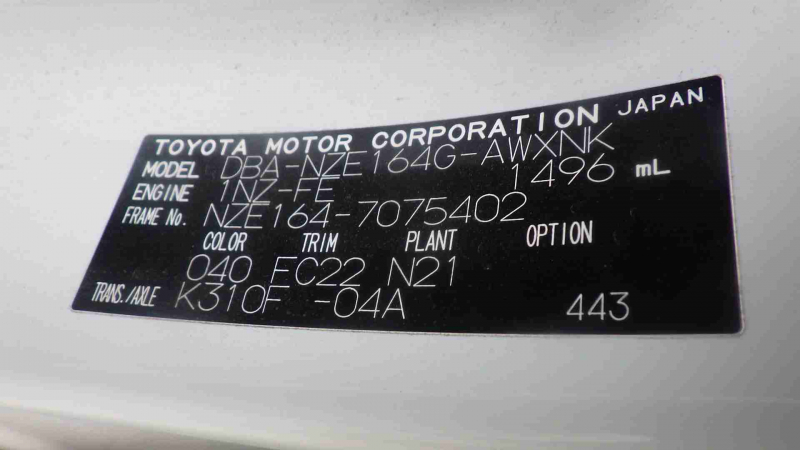 TOYOTA MOTOR CORPORATION JAPAN
MODEL DBA-NZE164G-AWXNK
ENGINE 1NZ-FE 1496 mL
FRAME No. NZE164-7075402
COLOR TRIM PLANT OPTION
040 FC22 N21
TRANS./AXLE K310F -04A 443